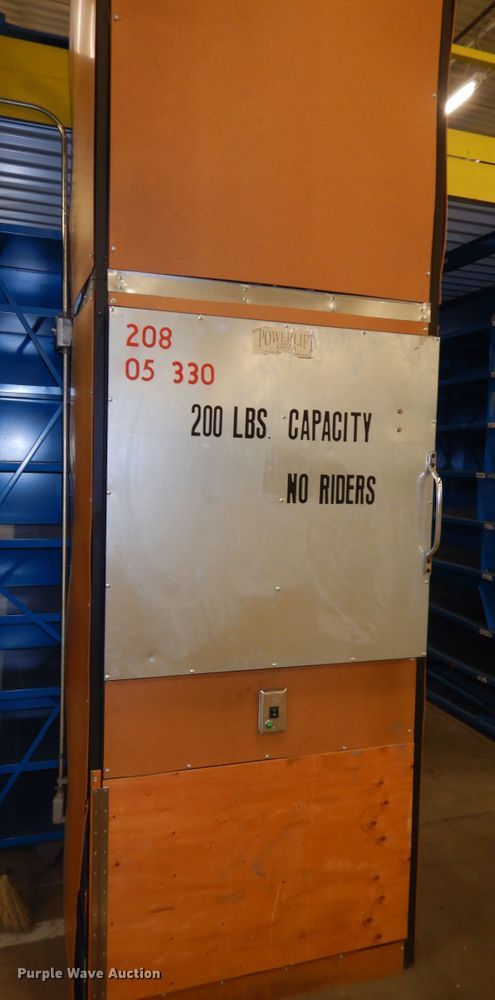 208
05 330
POWERLIFT
200 LBS. CAPACITY
NO RIDERS
Purple Wave Auction